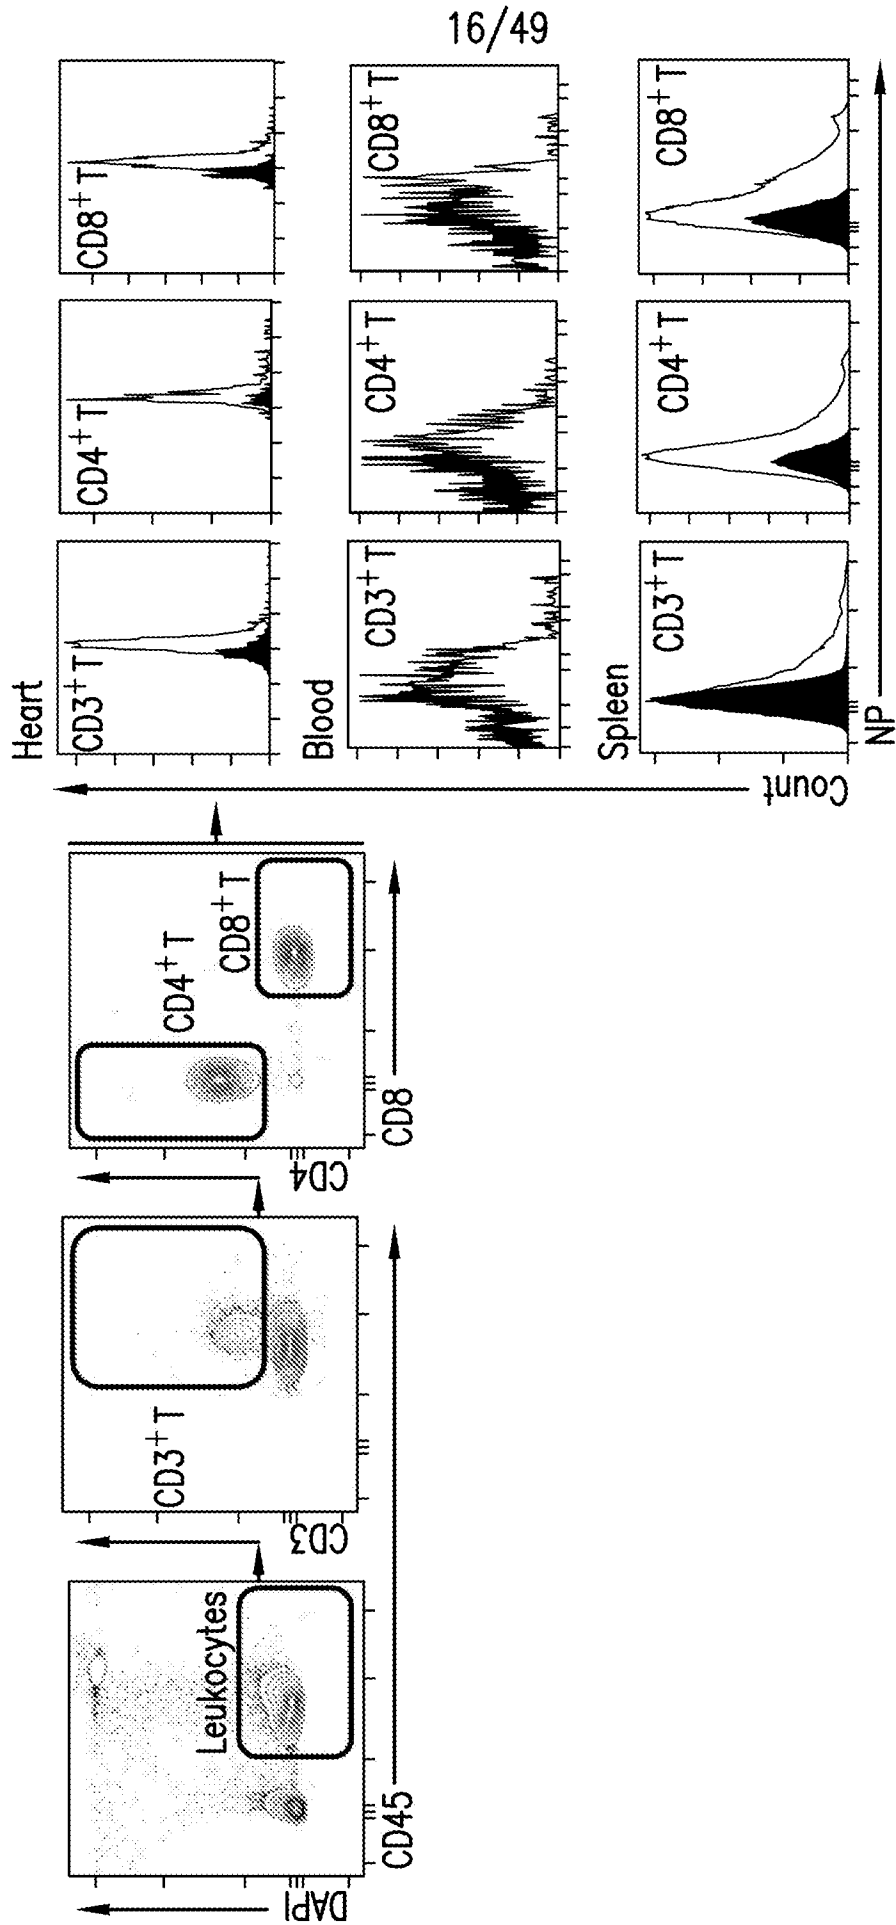 16/49
DAPI
CD45
Leukocytes
CD3
CD3+T
CD4
CD8
CD4+T
CD8+T
Count
NP
Heart
CD3+T
CD4+T
CD8+T
Blood
CD3+T
CD4+T
CD8+T
Spleen
CD3+T
CD4+T
CD8+T